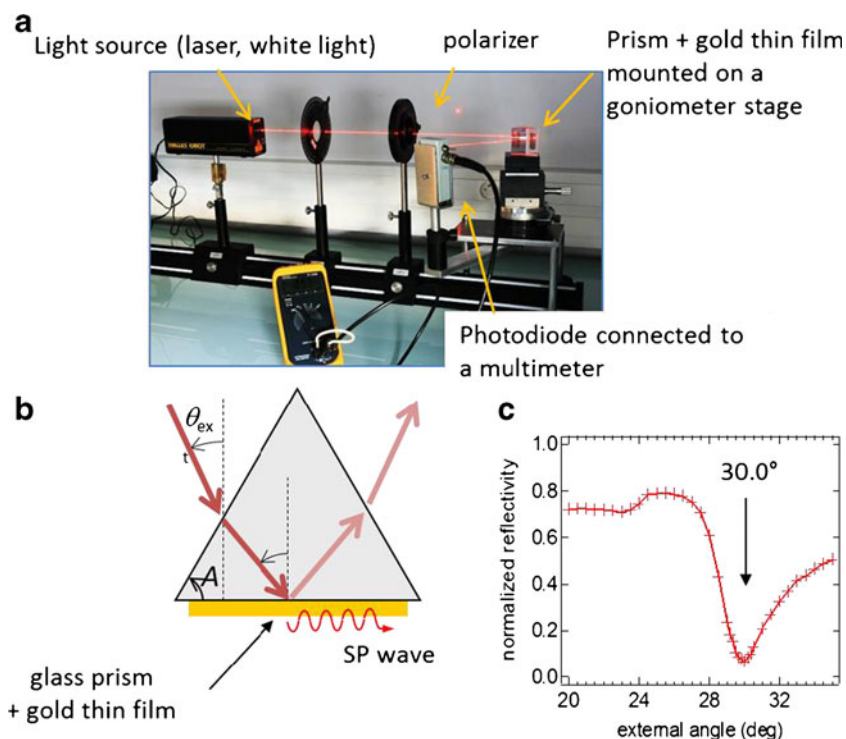 a
Light source (laser, white light)
polarizer
Prism + gold thin film
mounted on a
goniometer stage
Photodiode connected to
a multimeter
b
θex
t
A
SP wave
glass prism
+ gold thin film
c
normalized reflectivity
1.0
0.8
0.6
0.4
0.2
0.0
30.0°
20
24
28
32
external angle (deg)